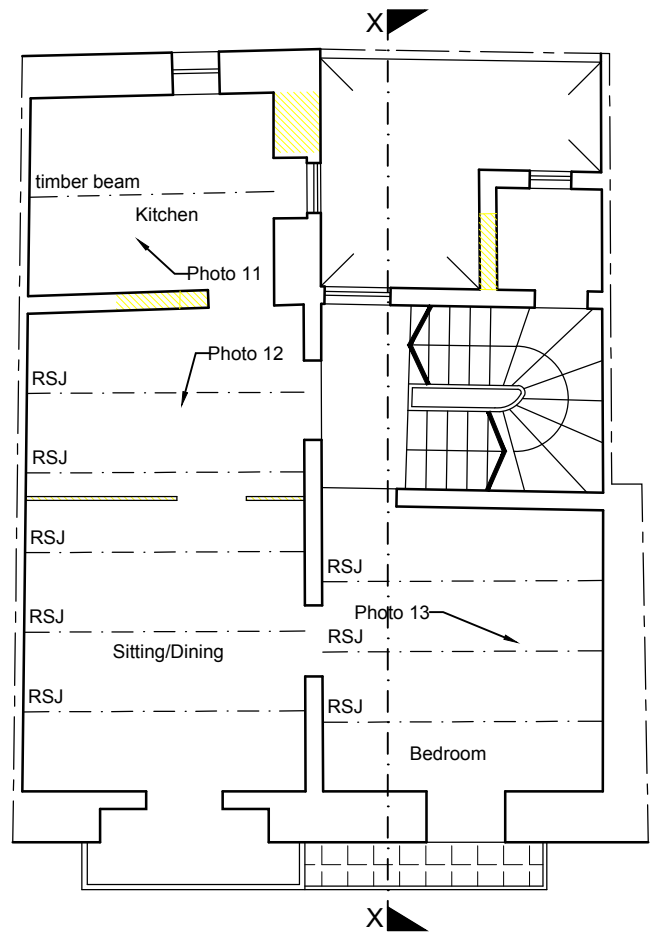 X
timber beam
Kitchen
Photo 11
Photo 12
RSJ
RSJ
RSJ
RSJ
Photo 13
RSJ
RSJ
Sitting/Dining
RSJ
RSJ
Bedroom
X